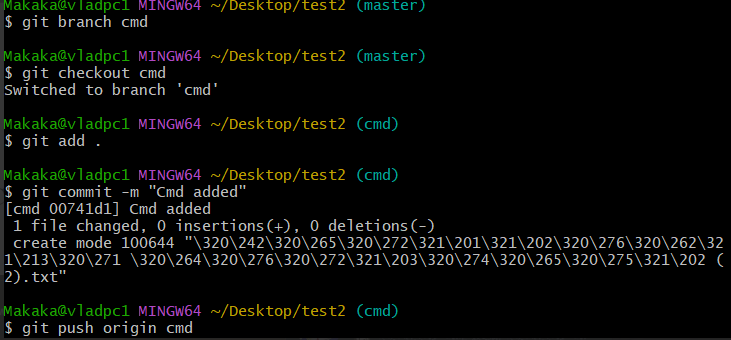 Makaka@vladpc1 MINGW64 ~/Desktop/test2 (master)
$ git branch cmd
Makaka@vladpc1 MINGW64 ~/Desktop/test2 (master)
$ git checkout cmd
Switched to branch 'cmd'
Makaka@vladpc1 MINGW64 ~/Desktop/test2 (cmd)
$ git add .
Makaka@vladpc1 MINGW64 ~/Desktop/test2 (cmd)
$ git commit -m "Cmd added"
[cmd 00741d1] Cmd added
 1 file changed, 0 insertions(+), 0 deletions(-)
 create mode 100644 "\320\242\320\265\320\272\321\201\321\202\320\276\320\262\32
1\213\320\271 \320\264\320\276\320\272\321\203\320\274\320\265\320\275\321\202 (
2).txt"
Makaka@vladpc1 MINGW64 ~/Desktop/test2 (cmd)
$ git push origin cmd